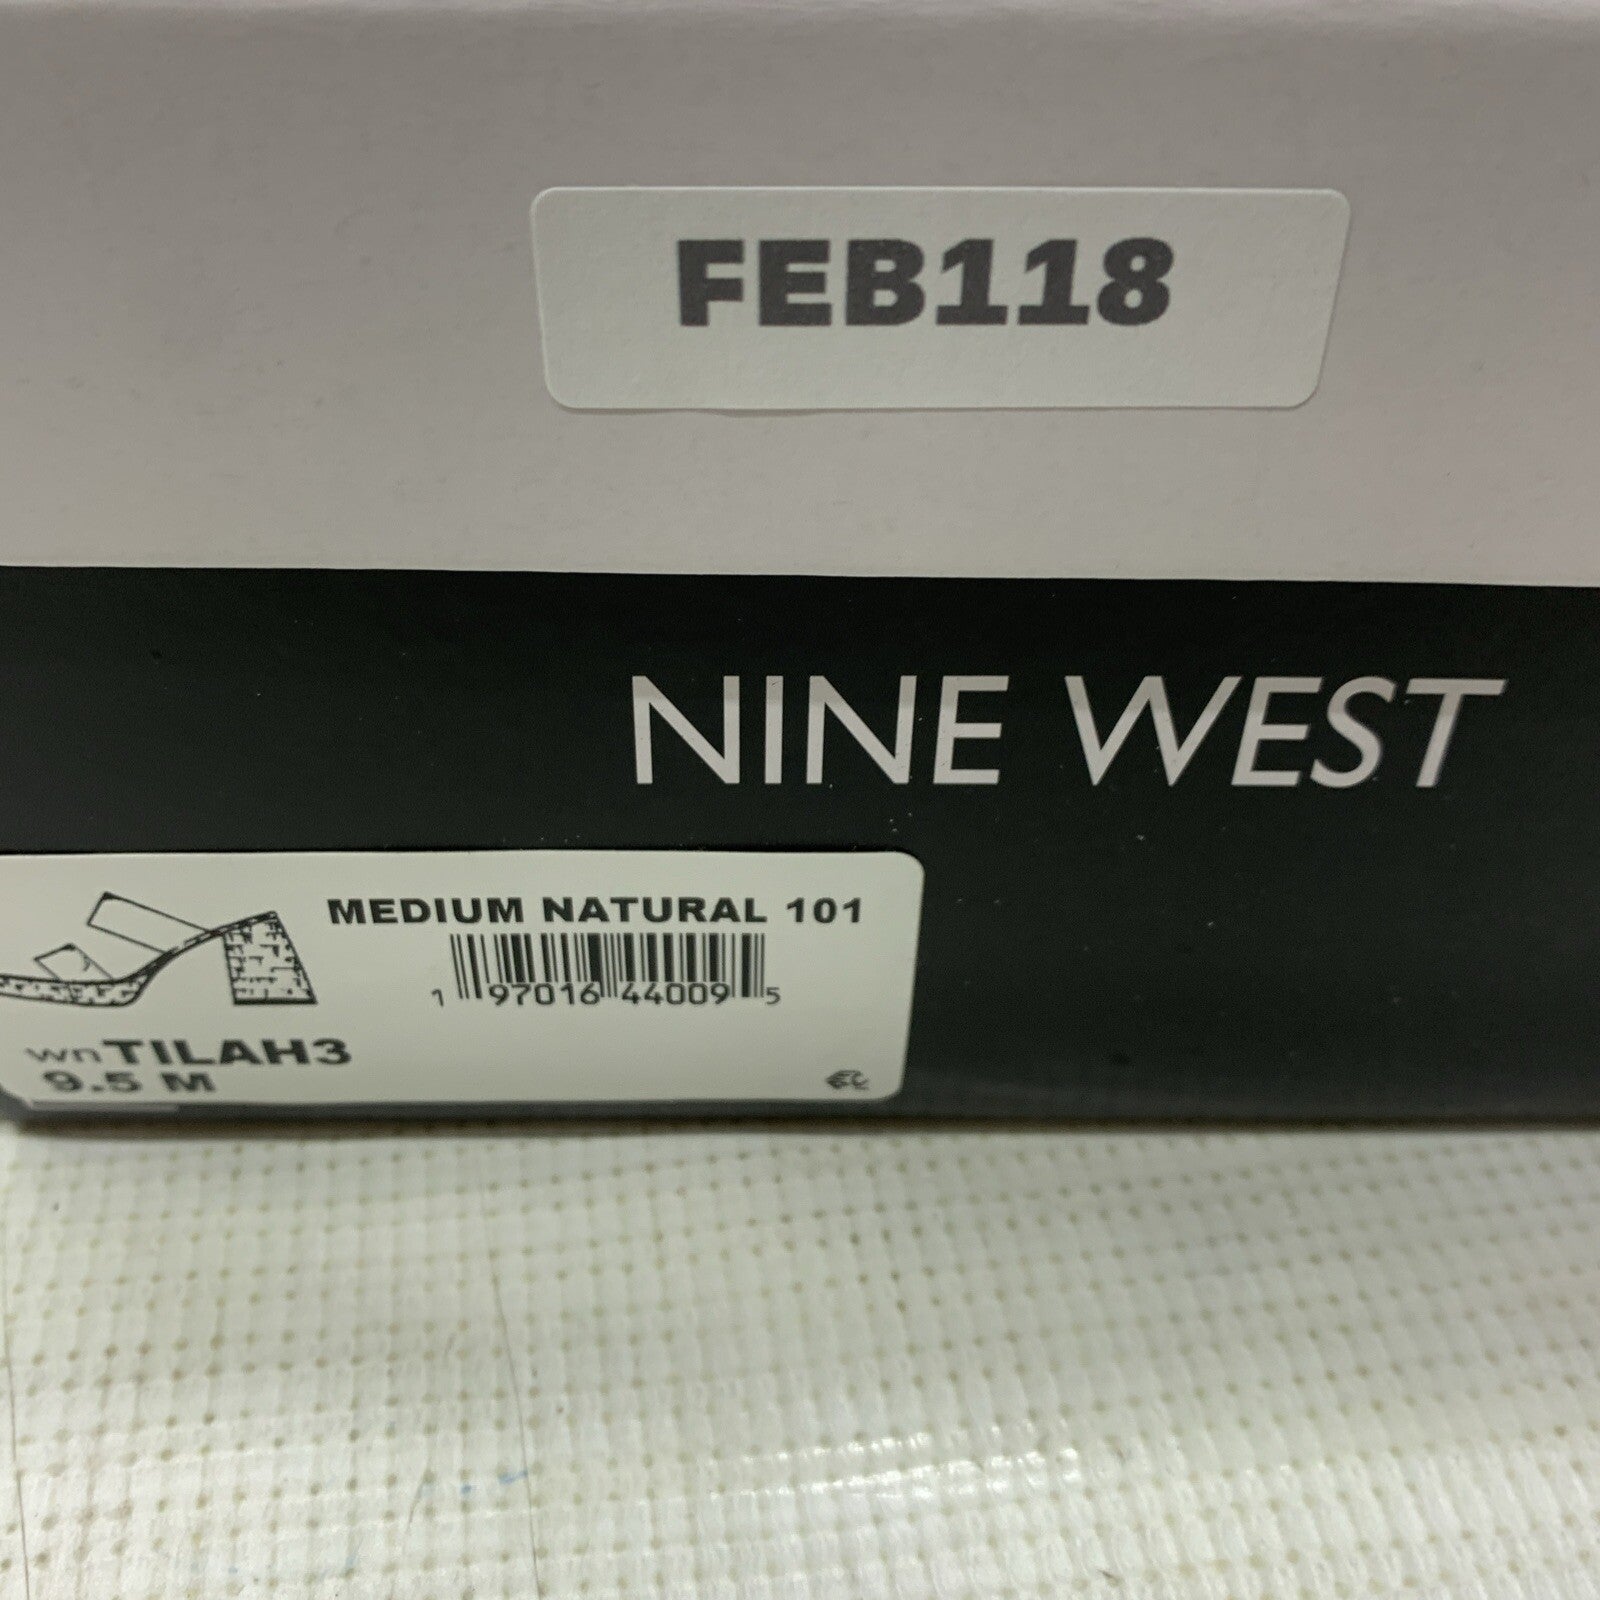 FEB118
NINE WEST
MEDIUM NATURAL 101
1 97016 44009 5
wnTILAH3
9.5 M